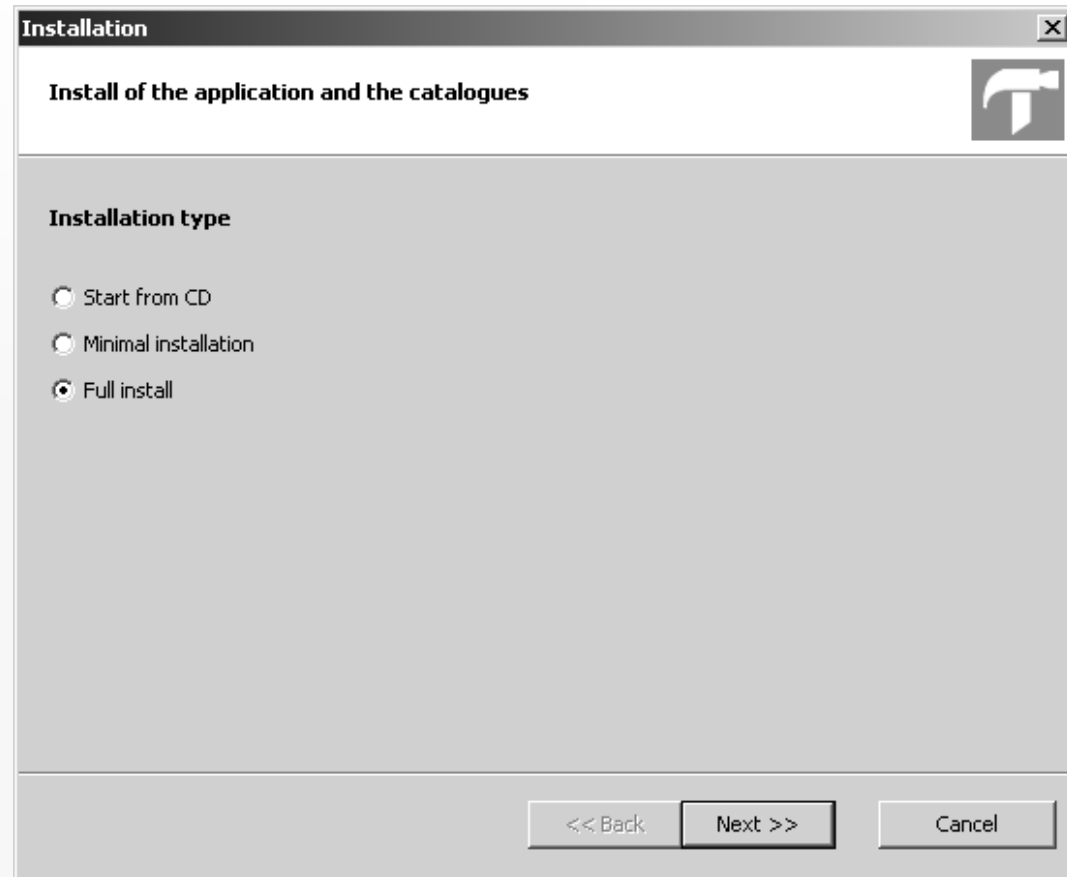 Installation
Install of the application and the catalogues
Installation type
Start from CD
Minimal installation
Full install
<< Back
Next >>
Cancel